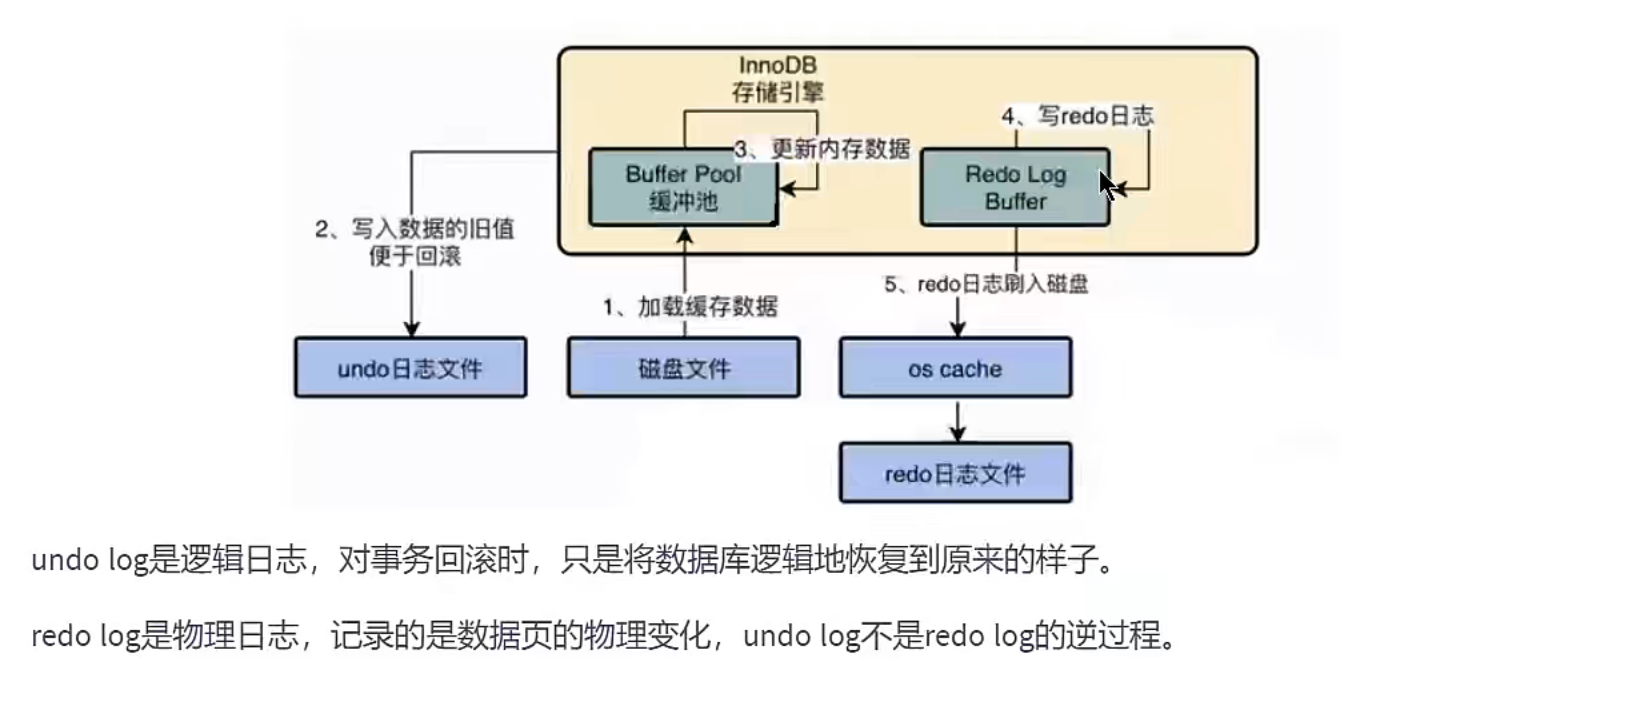 InnoDB
存储引擎
4、写redo日志
3、更新内存数据
Buffer Pool
缓冲池
Redo Log
Buffer
2、写入数据的旧值
便于回滚
1、加载缓存数据
5、redo日志刷入磁盘
undo日志文件
磁盘文件
os cache
redo日志文件
undo log是逻辑日志，对事务回滚时，只是将数据库逻辑地恢复到原来的样子。
redo log是物理日志，记录的是数据页的物理变化，undo log不是redo log的逆过程。